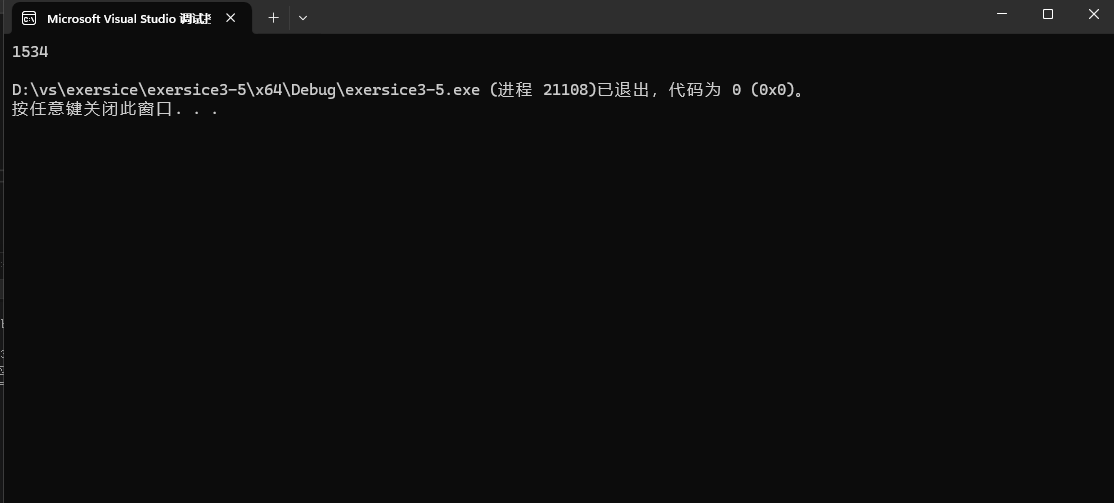 Microsoft Visual Studio 调试
1534
D:\vs\exersice\exersice3-5\x64\Debug\exersice3-5.exe (进程 21108)已退出，代码为 0 (0x0)。
按任意键关闭此窗口. . .